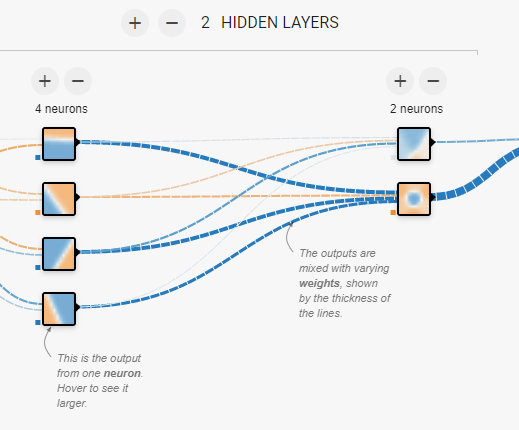 + − 2 HIDDEN LAYERS
+ − + −
4 neurons 2 neurons
The outputs are
mixed with varying
weights, shown
by the thickness of
the lines.
This is the output
from one neuron.
Hover to see it
larger.